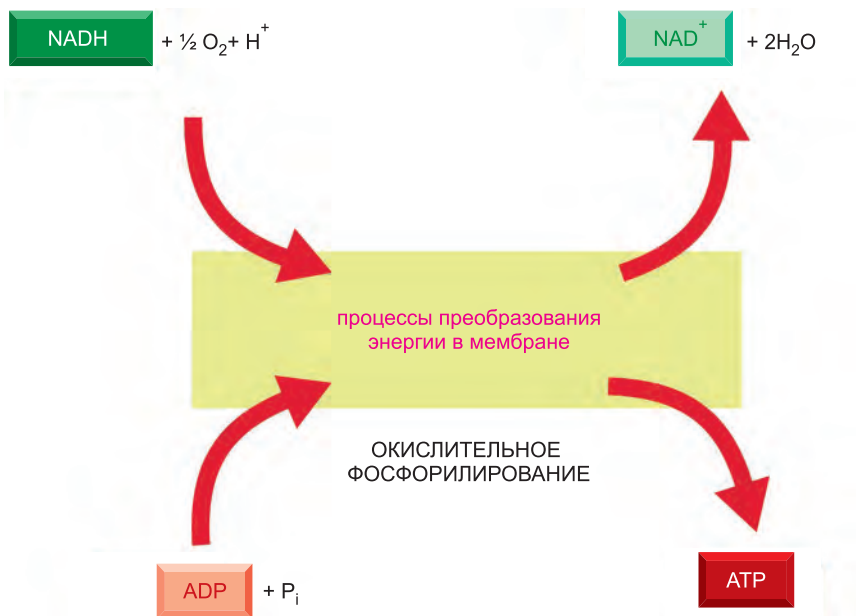 NADH + ½ O₂ + H⁺
NAD⁺ + 2H₂O
процессы преобразования
энергии в мембране
ОКИСЛИТЕЛЬНОЕ
ФОСФОРИЛИРОВАНИЕ
ADP + Pᵢ
ATP